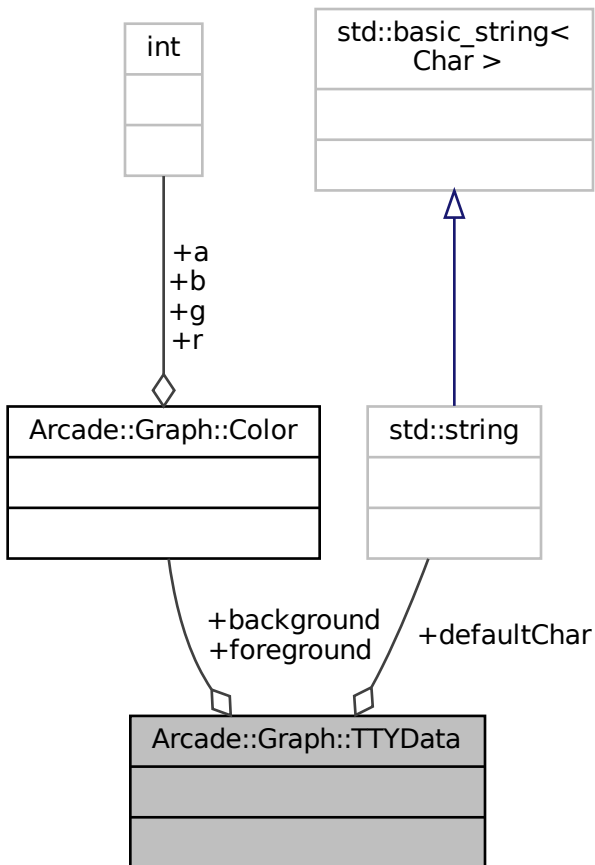 int
std::basic_string<
Char >
+a
+b
+g
+r
Arcade::Graph::Color
std::string
+background
+foreground
+defaultChar
Arcade::Graph::TTYData